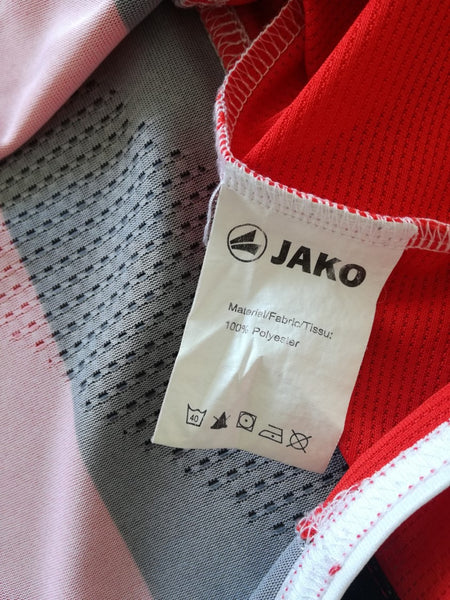 JAKO
Material/Fabric/Tissu:
100% Polyester
40